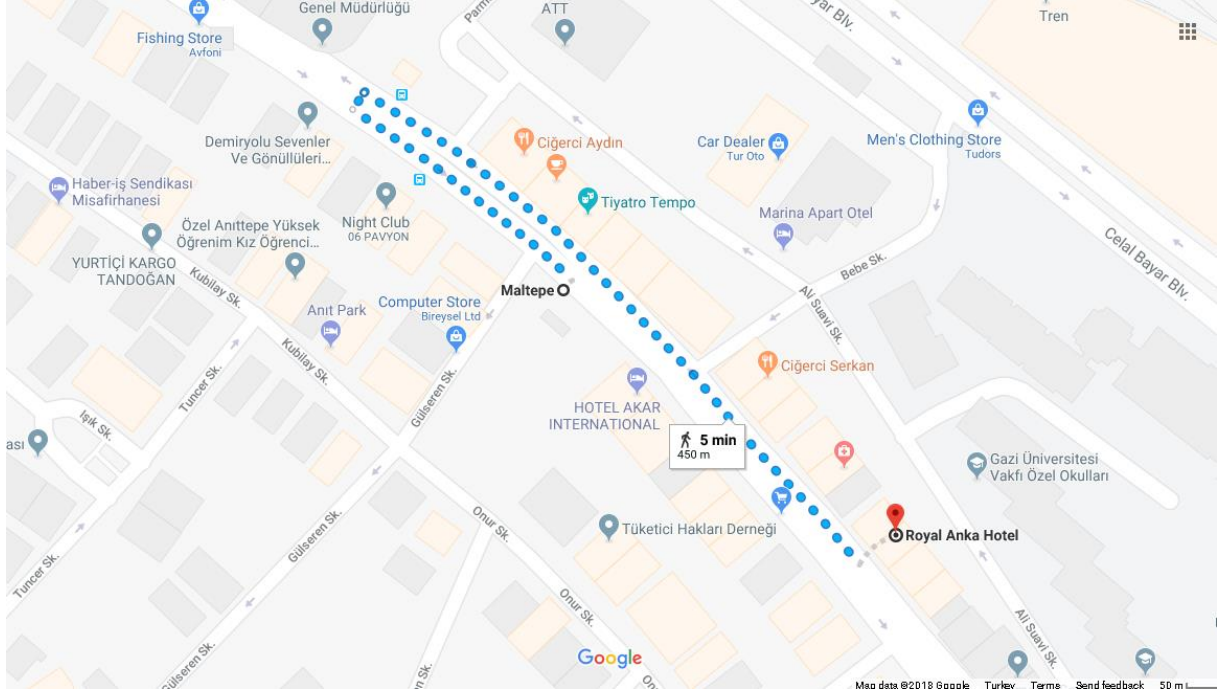 Genel Müdürlüğü
ATT
Tren
Fishing Store
Avfoni
Celal Bayar Blv.
Demiryolu Sevenler
Ve Gönüllüleri...
Ciğerci Aydın
Car Dealer
Tur Oto
Men's Clothing Store
Tudors
Haber-iş Sendikası
Misafirhanesi
Night Club
06 PAVYON
Tiyatro Tempo
Marina Apart Otel
Özel Anıttepe Yüksek
Öğrenim Kız Öğrenci...
YURTİÇİ KARGO
TANDOĞAN
Kubilay Sk.
Bebe Sk.
Maltepe
Anıt Park
Computer Store
Bireysel Ltd
Ali Suavi Sk.
Kubilay Sk.
Tuncer Sk.
Gülseren Sk.
Ciğerci Serkan
HOTEL AKAR
INTERNATIONAL
Işık Sk.
5 min
450 m
Gazi Üniversitesi
Vakfı Özel Okulları
Onur Sk.
Tüketici Hakları Derneği
Royal Anka Hotel
Gülseren Sk.
Tuncer Sk.
Onur Sk.
Ali Suavi Sk.
Google
Map data ©2018 Google Turkey Terms Send feedback 50 m